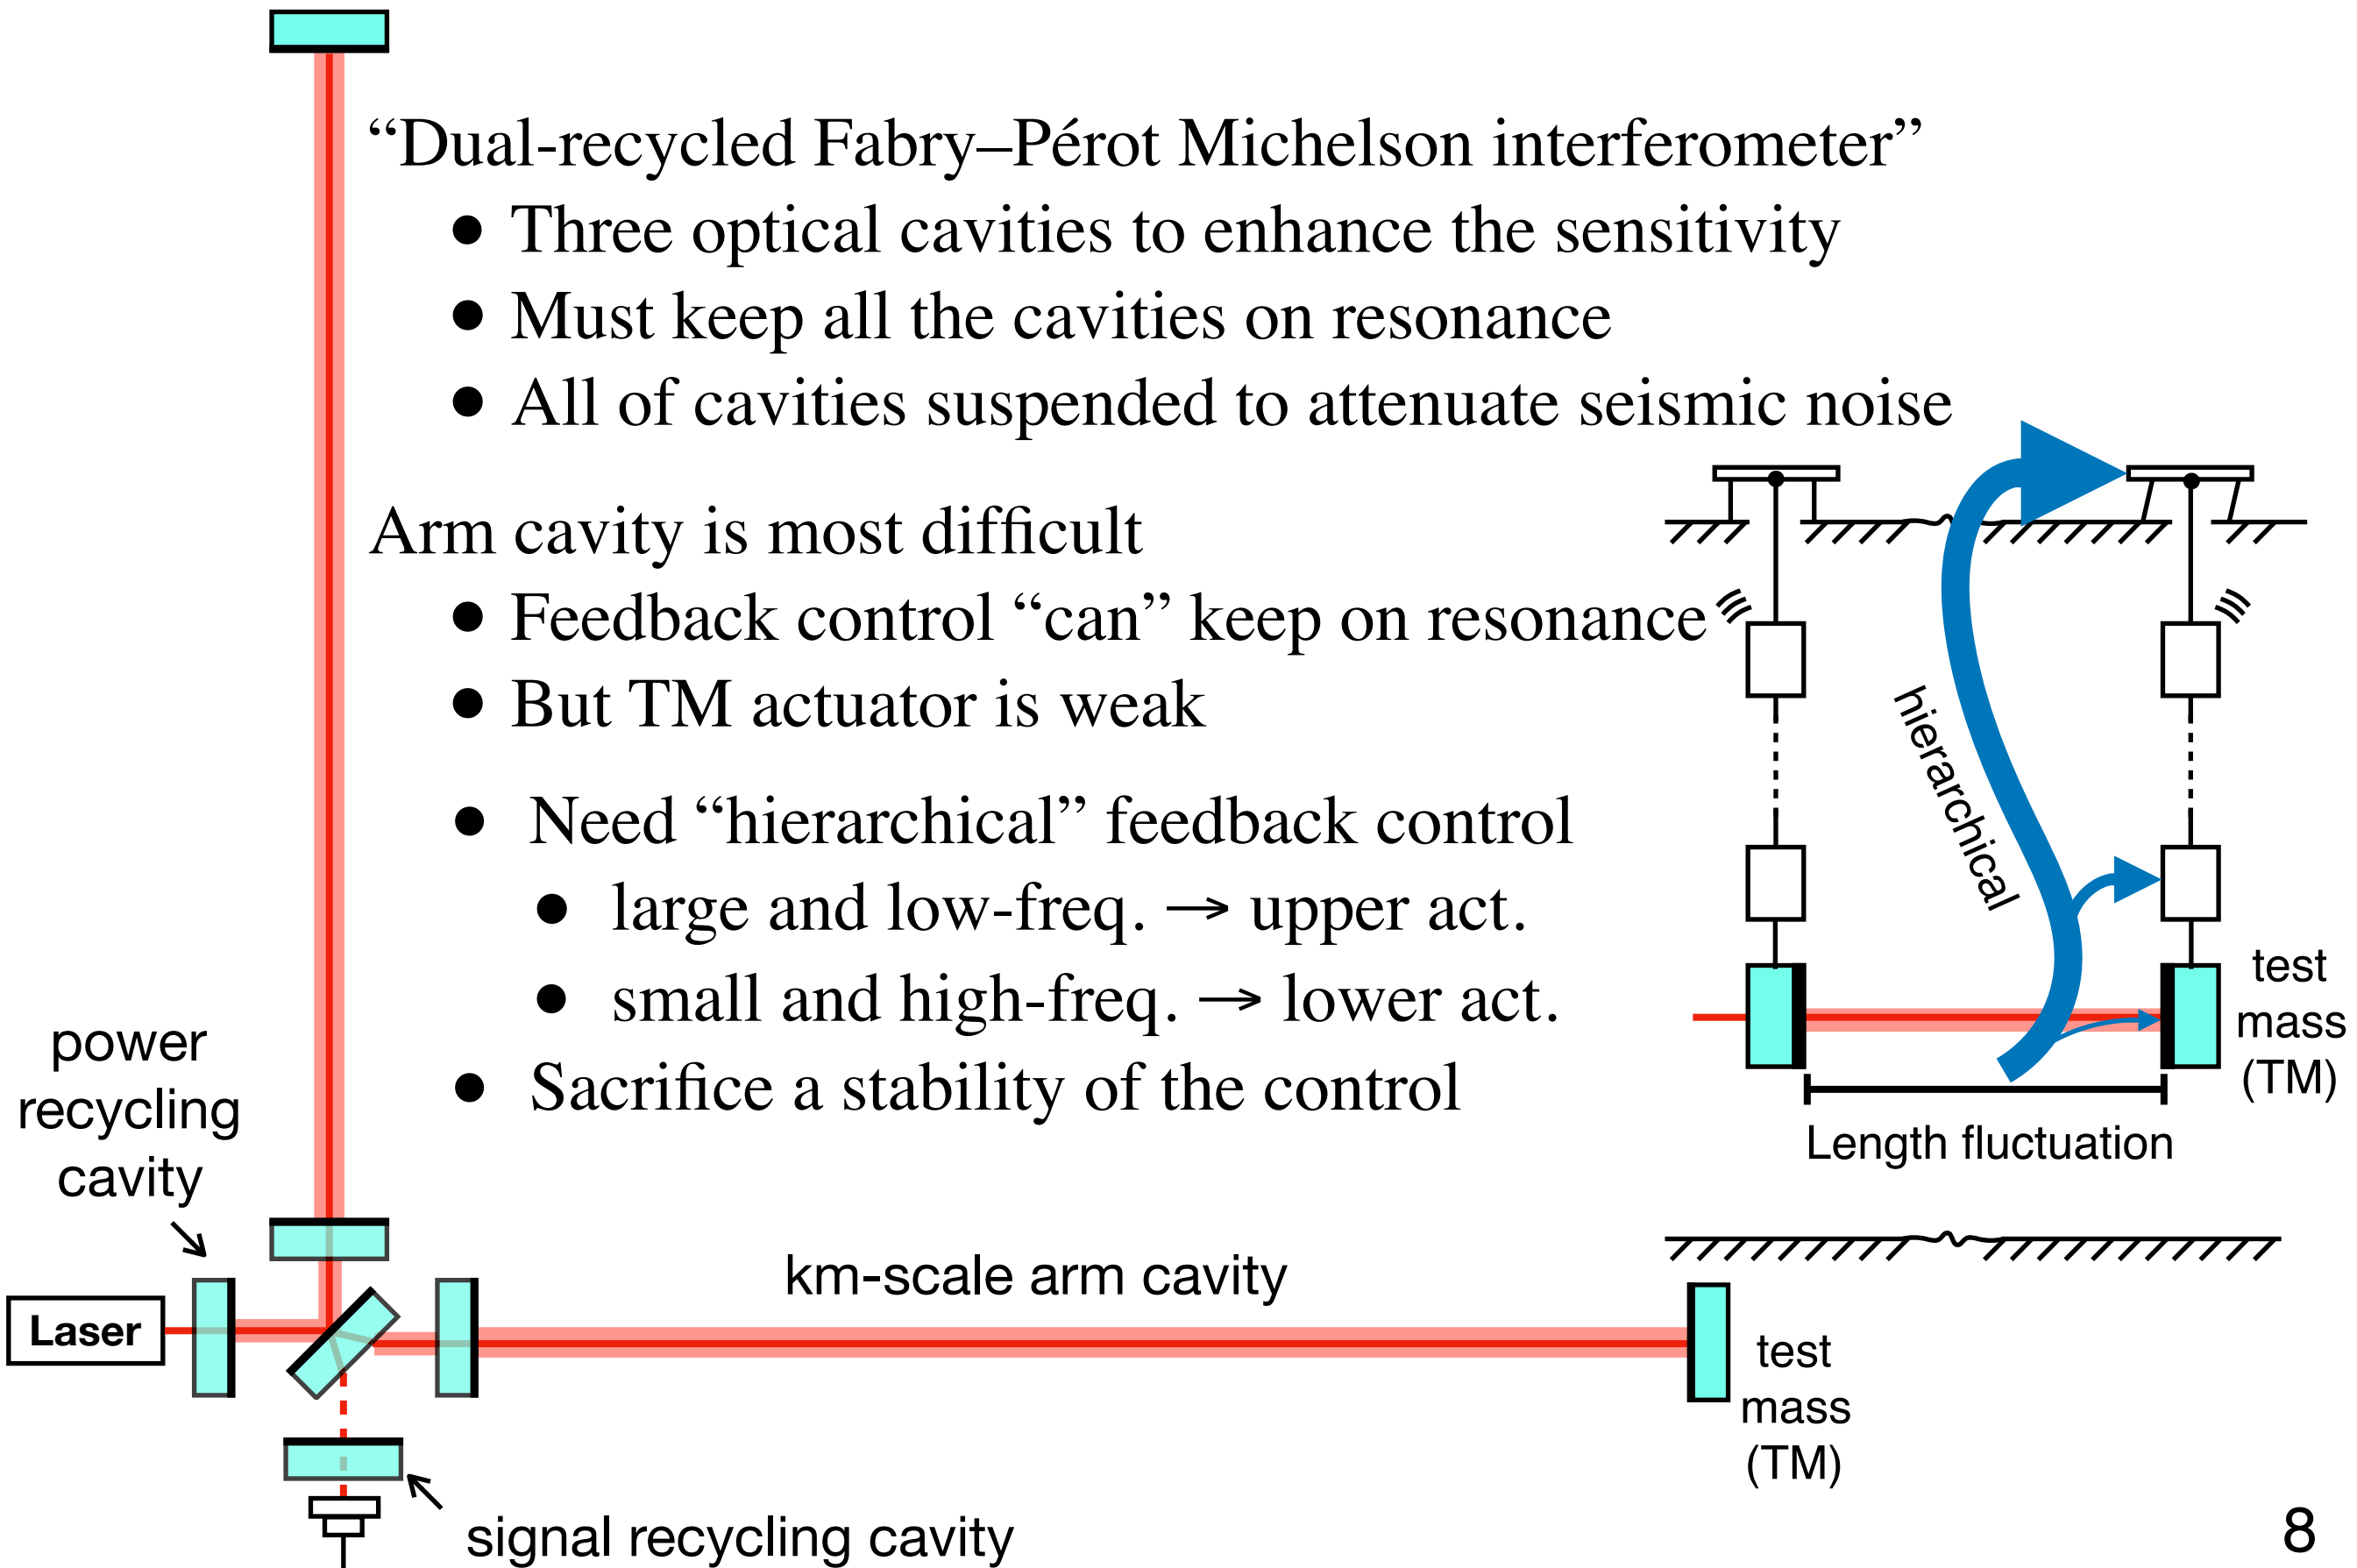 “Dual-recycled Fabry–Pérot Michelson interferometer”
● Three optical cavities to enhance the sensitivity
● Must keep all the cavities on resonance
● All of cavities suspended to attenuate seismic noise
Arm cavity is most difficult
● Feedback control “can” keep on resonance
● But TM actuator is weak
● Need “hierarchical” feedback control
● large and low-freq. → upper act.
● small and high-freq. → lower act.
● Sacrifice a stability of the control
hierarchical
test
mass
(TM)
Length fluctuation
power
recycling
cavity
Laser
km-scale arm cavity
test
mass
(TM)
signal recycling cavity
8